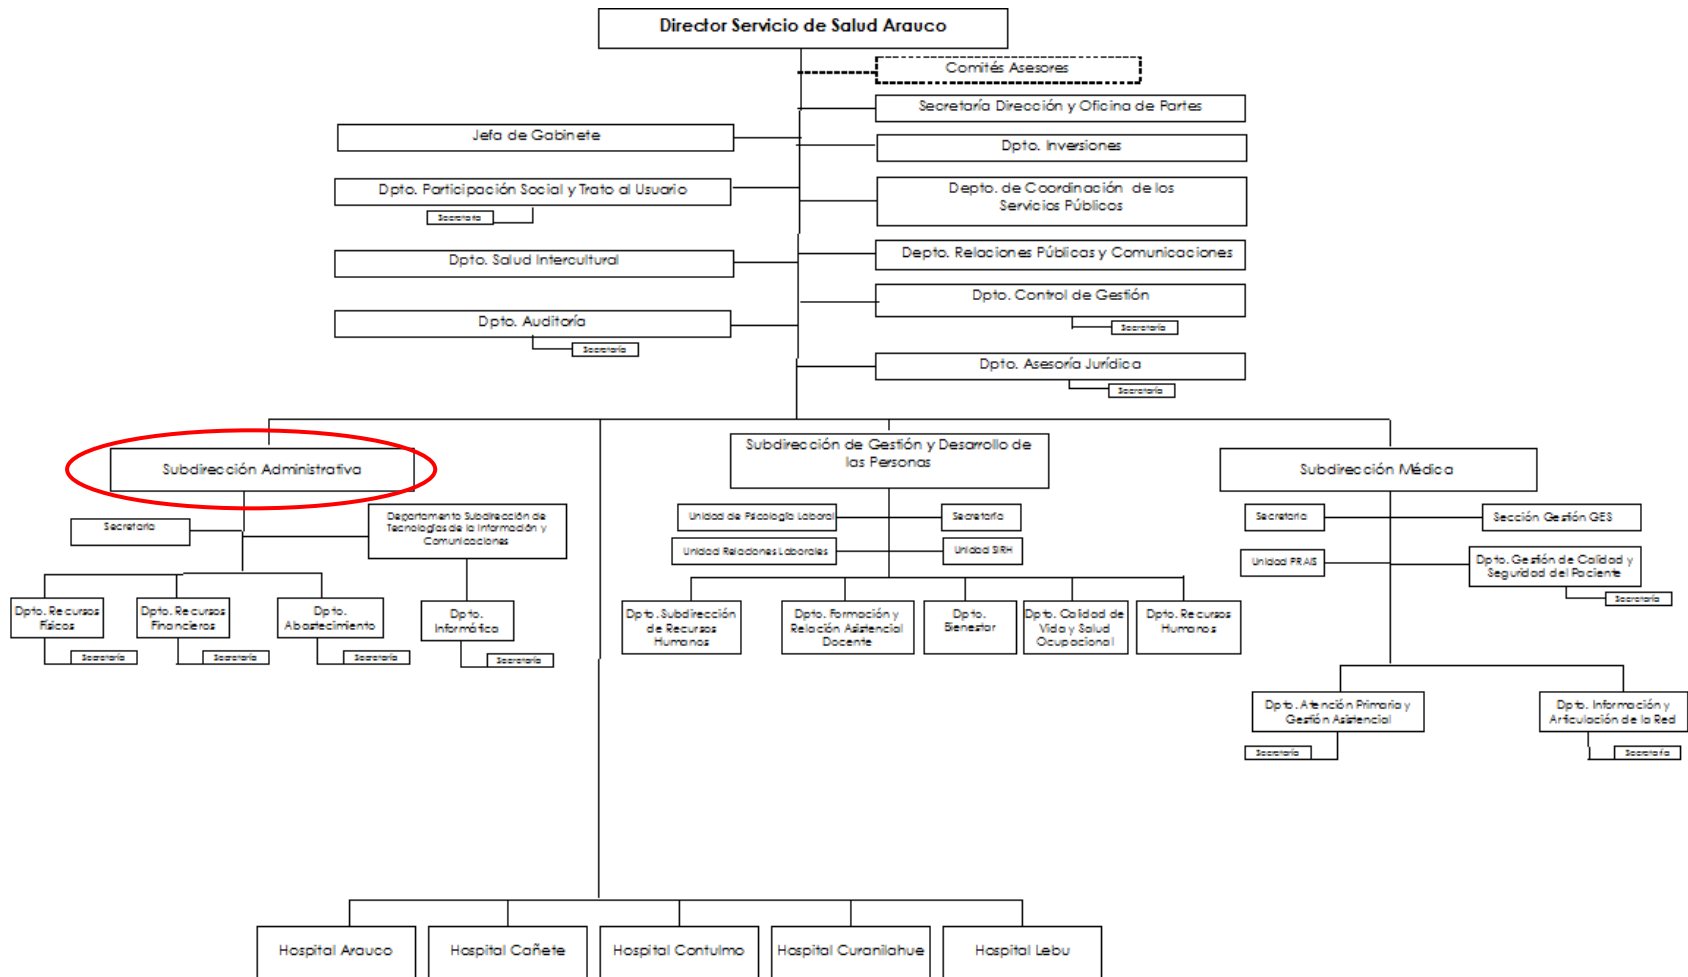 Director Servicio de Salud Arauco
Comités Asesores
Secretaría Dirección y Oficina de Partes
Jefa de Gabinete
Dpto. Inversiones
Dpto. Participación Social y Trato al Usuario
Secretaría
Depto. de Coordinación de los
Servicios Públicos
Dpto. Salud Intercultural
Depto. Relaciones Públicas y Comunicaciones
Dpto. Control de Gestión
Secretaría
Dpto. Auditoría
Secretaría
Dpto. Asesoría Jurídica
Secretaría
Subdirección Administrativa
Subdirección de Gestión y Desarrollo de
las Personas
Subdirección Médica
Secretaria
Departamento Subdirección de
Tecnologías de la Información y
Comunicaciones
Unidad de Psicología Laboral
Secretaría
Unidad Relaciones Laborales
Unidad SIRH
Secretaria
Sección Gestión GES
Unidad PRAIS
Dpto. Gestión de Calidad y
Seguridad del Paciente
Secretaría
Dpto. Recursos
Físicos
Secretaría
Dpto. Recursos
Financieros
Secretaría
Dpto.
Abastecimiento
Secretaría
Dpto.
Informática
Secretaría
Dpto. Subdirección
de Recursos
Humanos
Dpto. Formación y
Relación Asistencial
Docente
Dpto.
Bienestar
Dpto. Calidad de
Vida y Salud
Ocupacional
Dpto. Recursos
Humanos
Dpto. Atención Primaria y
Gestión Asistencial
Secretaría
Dpto. Información y
Articulación de la Red
Secretaría
Hospital Arauco
Hospital Cañete
Hospital Contulmo
Hospital Curanilahue
Hospital Lebu